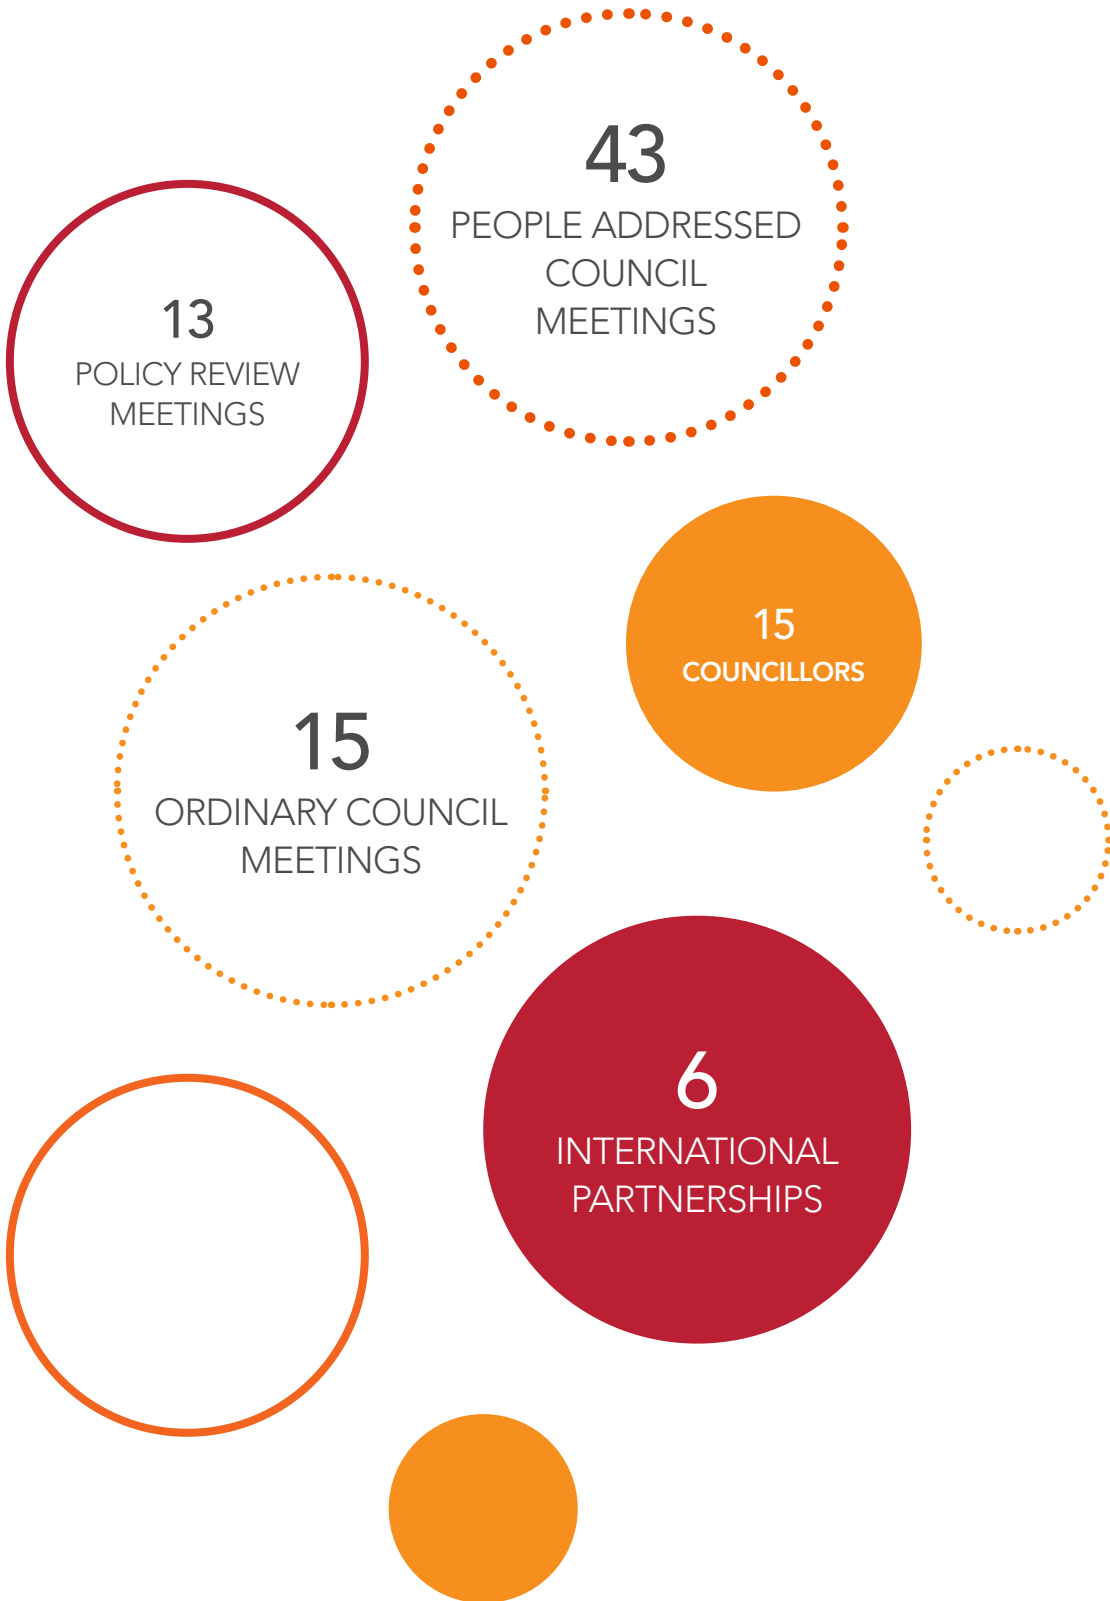 43
PEOPLE ADDRESSED
COUNCIL
MEETINGS
13
POLICY REVIEW
MEETINGS
15
COUNCILLORS
15
ORDINARY COUNCIL
MEETINGS
6
INTERNATIONAL
PARTNERSHIPS